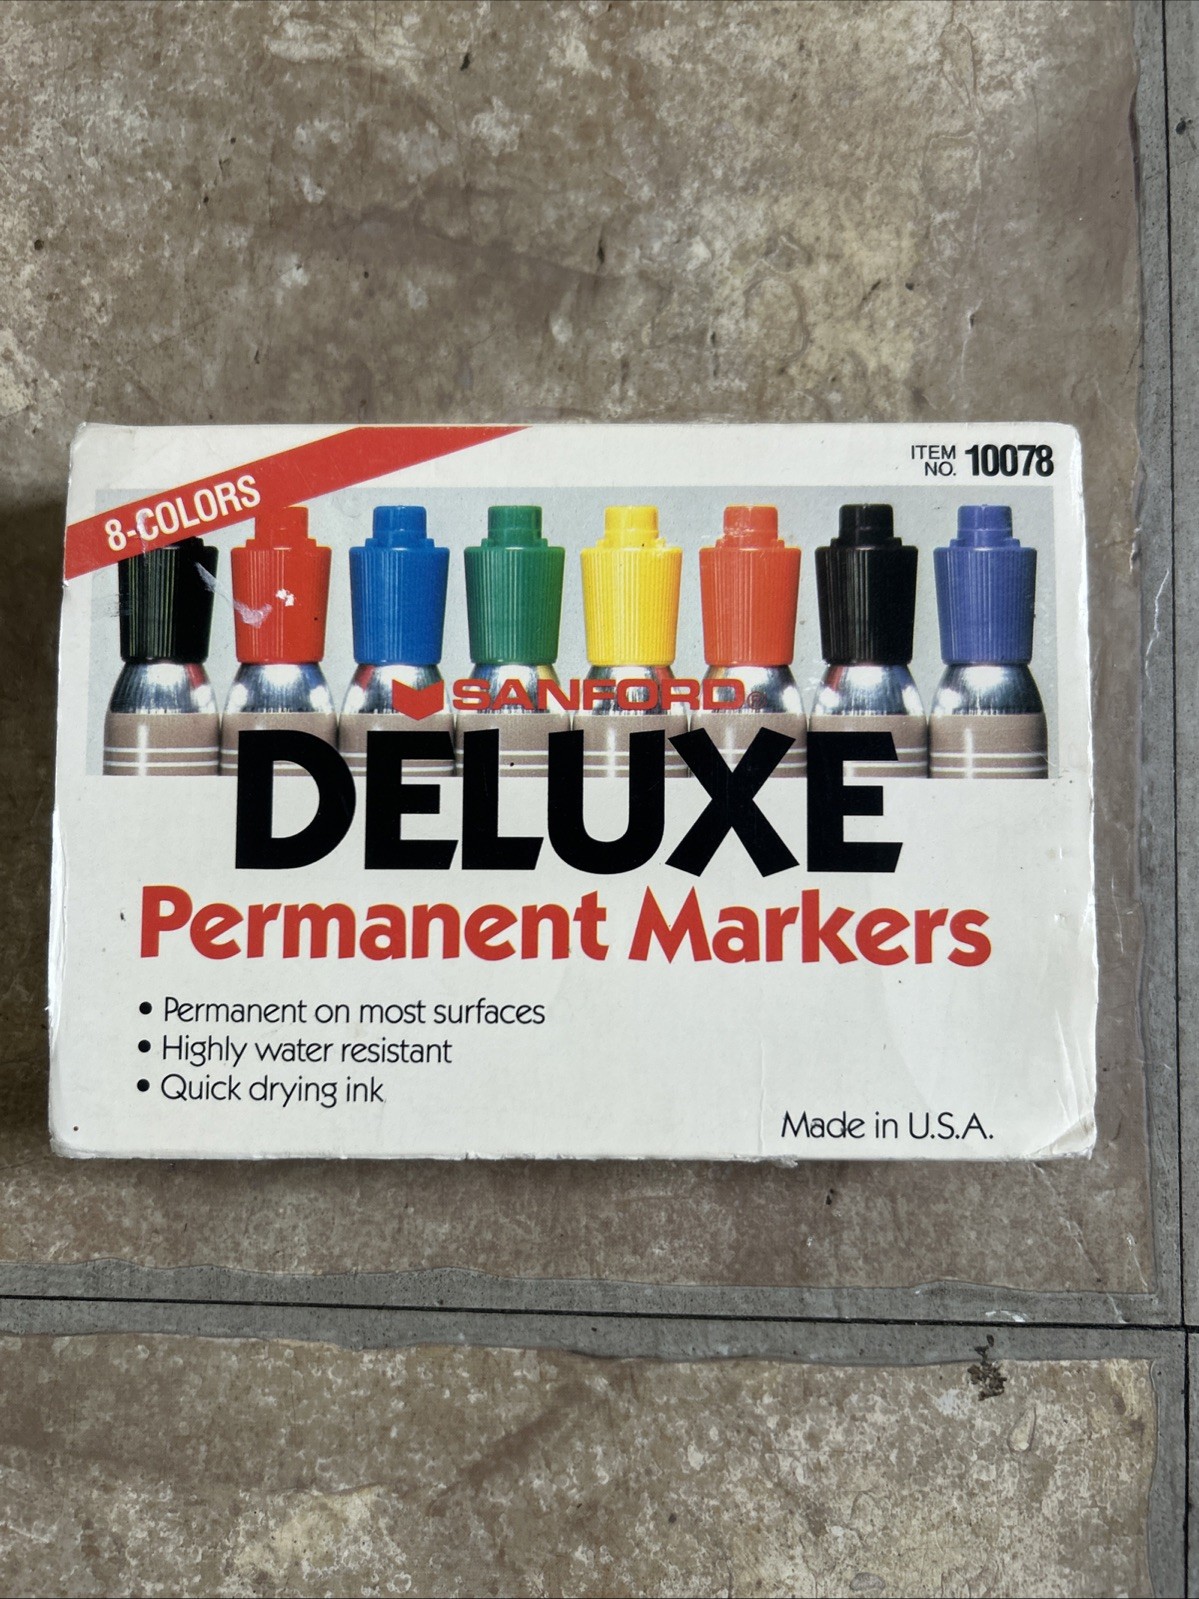 8-COLORS
ITEM NO. 10078
SANFORD®
DELUXE
Permanent Markers
• Permanent on most surfaces
• Highly water resistant
• Quick drying ink
Made in U.S.A.